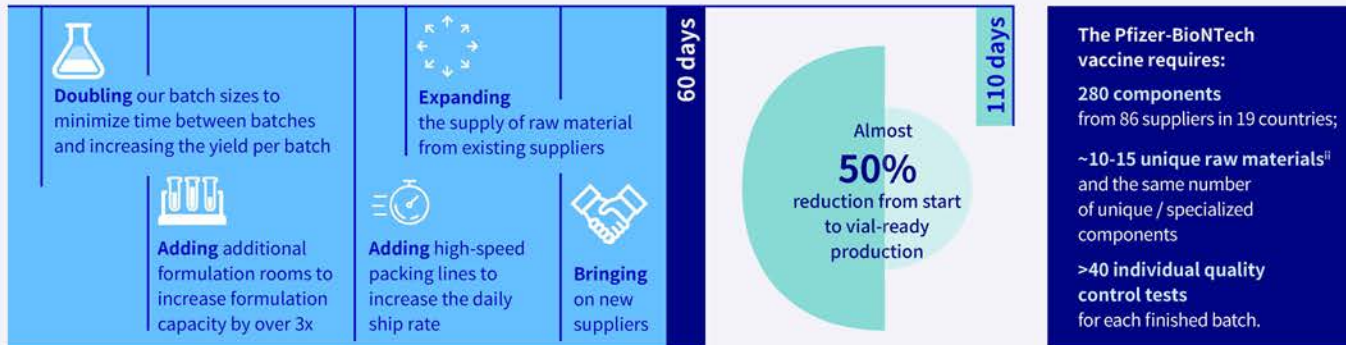 Doubling our batch sizes to
minimize time between batches
and increasing the yield per batch
Adding additional
formulation rooms to
increase formulation
capacity by over 3x
Expanding
the supply of raw material
from existing suppliers
Adding high-speed
packing lines to
increase the daily
ship rate
Bringing
on new
suppliers
60 days
Almost
50%
reduction from start
to vial-ready
production
110 days
The Pfizer-BioNTech
vaccine requires:
280 components
from 86 suppliers in 19 countries;
~10-15 unique raw materialsⁱⁱ
and the same number
of unique / specialized
components
>40 individual quality
control tests
for each finished batch.